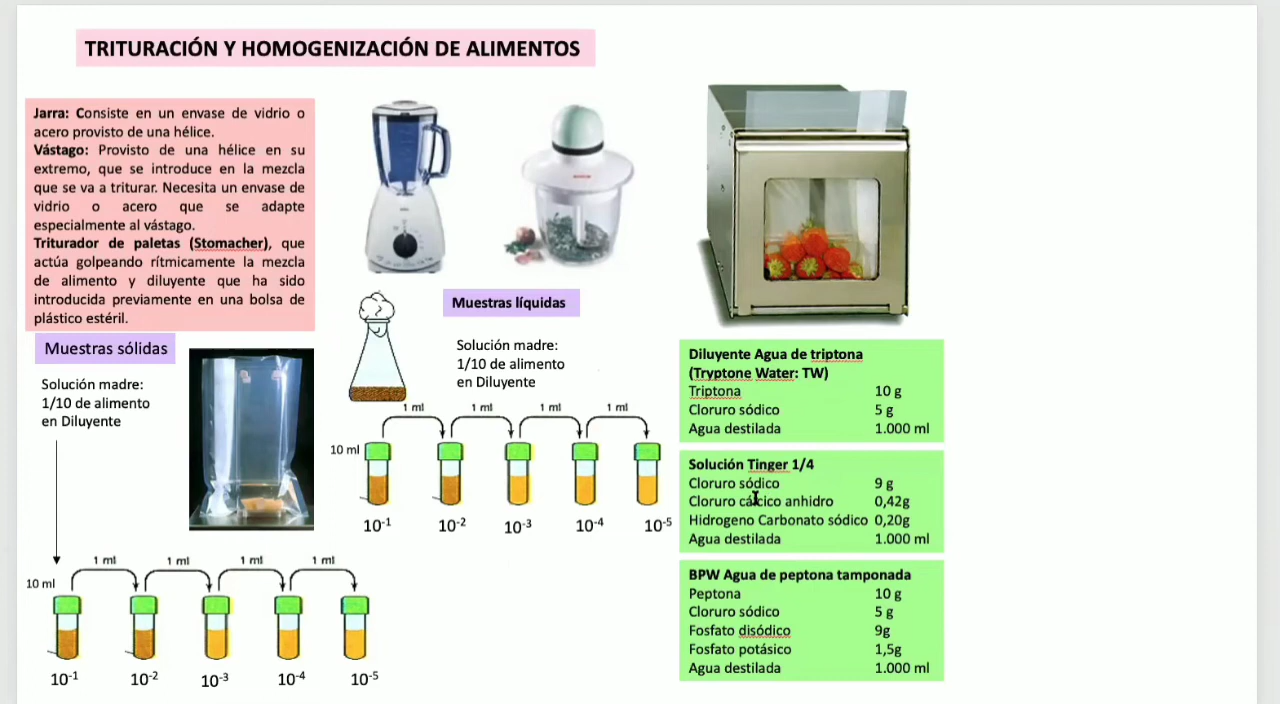 TRITURACIÓN Y HOMOGENIZACIÓN DE ALIMENTOS
Jarra: Consiste en un envase de vidrio o
acero provisto de una hélice.
Vástago: Provisto de una hélice en su
extremo, que se introduce en la mezcla
que se va a triturar. Necesita un envase de
vidrio o acero que se adapte
especialmente al vástago.
Triturador de paletas (Stomacher), que
actúa golpeando rítmicamente la mezcla
de alimento y diluyente que ha sido
introducida previamente en una bolsa de
plástico estéril.
Muestras sólidas
Solución madre:
1/10 de alimento
en Diluyente
10 ml
1 ml 1 ml 1 ml 1 ml
10⁻¹ 10⁻² 10⁻³ 10⁻⁴ 10⁻⁵
Muestras líquidas
Solución madre:
1/10 de alimento
en Diluyente
1 ml 1 ml 1 ml 1 ml
10 ml
10⁻¹ 10⁻² 10⁻³ 10⁻⁴ 10⁻⁵
Diluyente Agua de triptona
(Tryptone Water: TW)
Triptona 10 g
Cloruro sódico 5 g
Agua destilada 1.000 ml
Solución Tinger 1/4
Cloruro sódico 9 g
Cloruro cálcico anhidro 0,42g
Hidrogeno Carbonato sódico 0,20g
Agua destilada 1.000 ml
BPW Agua de peptona tamponada
Peptona 10 g
Cloruro sódico 5 g
Fosfato disódico 9g
Fosfato potásico 1,5g
Agua destilada 1.000 ml